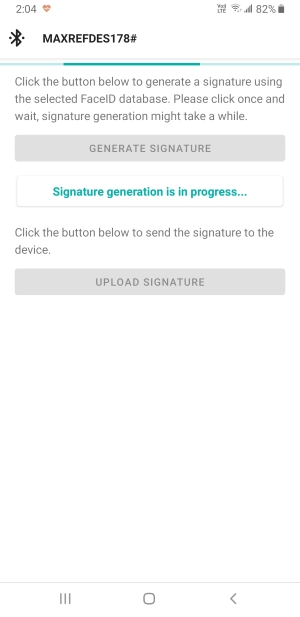 2:04 82%
MAXREFDES178#
Click the button below to generate a signature using
the selected FaceID database. Please click once and
wait, signature generation might take a while.
GENERATE SIGNATURE
Signature generation is in progress...
Click the button below to send the signature to the
device.
UPLOAD SIGNATURE